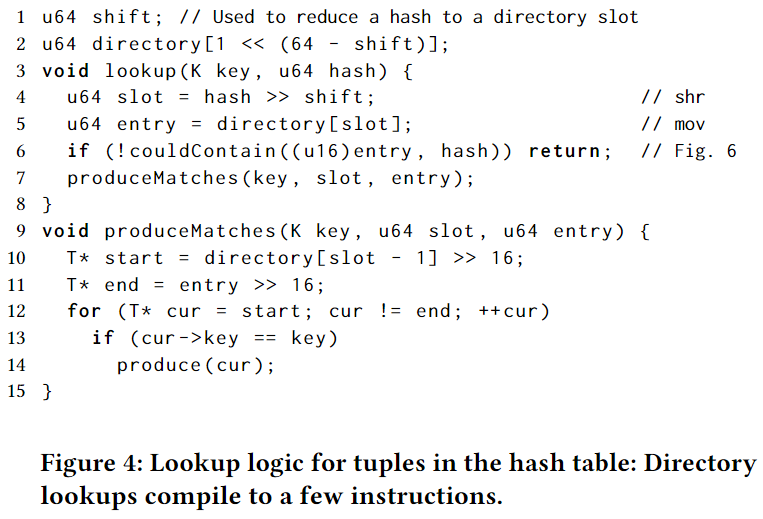 1 u64 shift; // Used to reduce a hash to a directory slot
2 u64 directory[1 << (64 - shift)];
3 void lookup(K key, u64 hash) {
4   u64 slot = hash >> shift;                      // shr
5   u64 entry = directory[slot];                   // mov
6   if (!couldContain((u16)entry, hash)) return;   // Fig. 6
7   produceMatches(key, slot, entry);
8 }
9 void produceMatches(K key, u64 slot, u64 entry) {
10   T* start = directory[slot - 1] >> 16;
11   T* end = entry >> 16;
12   for (T* cur = start; cur != end; ++cur)
13     if (cur->key == key)
14       produce(cur);
15 }
Figure 4: Lookup logic for tuples in the hash table: Directory
lookups compile to a few instructions.